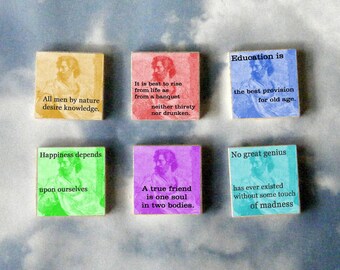 All men by nature
desire knowledge.
It is best to rise
from life as
from a banquet
neither thirsty
nor drunken.
Education is
the best provision
for old age.
Happiness depends
upon ourselves
A true friend
is one soul
in two bodies.
No great genius
has ever existed
without some touch
of madness